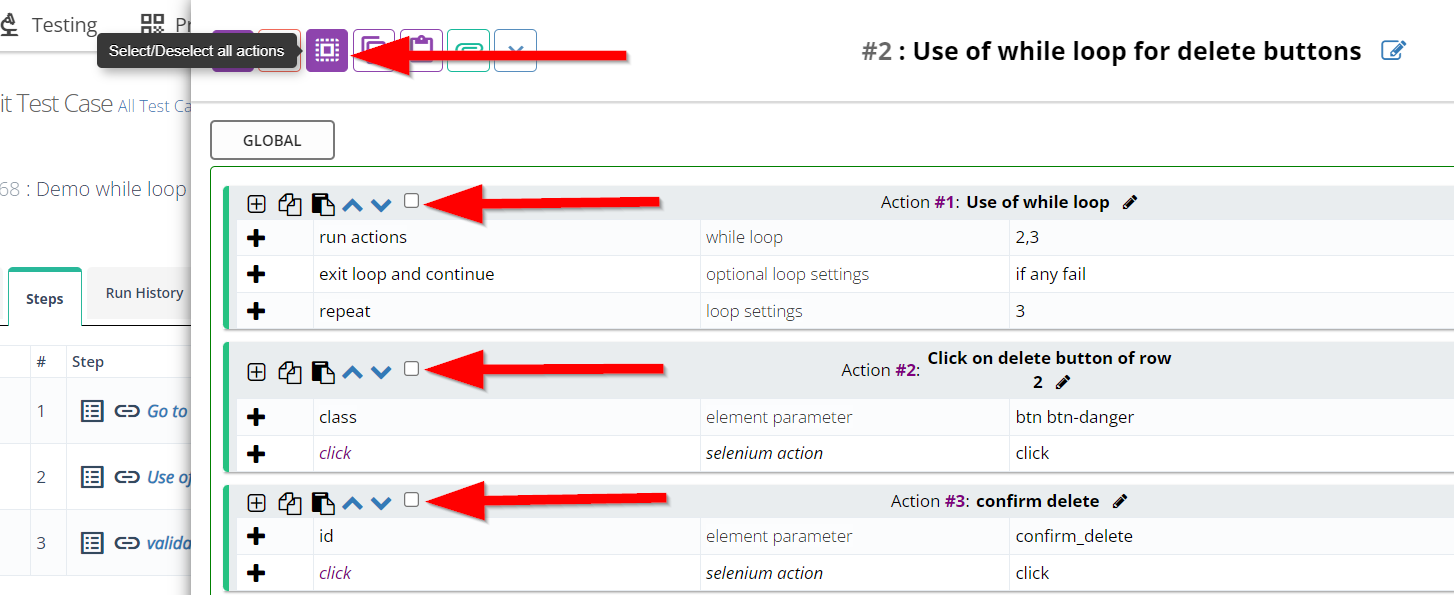 Testing
Select/Deselect all actions
#2 : Use of while loop for delete buttons
it Test Case All Test Ca
GLOBAL
68 : Demo while loop
Action #1: Use of while loop
run actions while loop 2,3
exit loop and continue optional loop settings if any fail
repeat loop settings 3
Steps Run History
Action #2: Click on delete button of row
2
class element parameter btn btn-danger
click selenium action click
Action #3: confirm delete
id element parameter confirm_delete
click selenium action click
# Step
1 Go to
2 Use of
3 valida